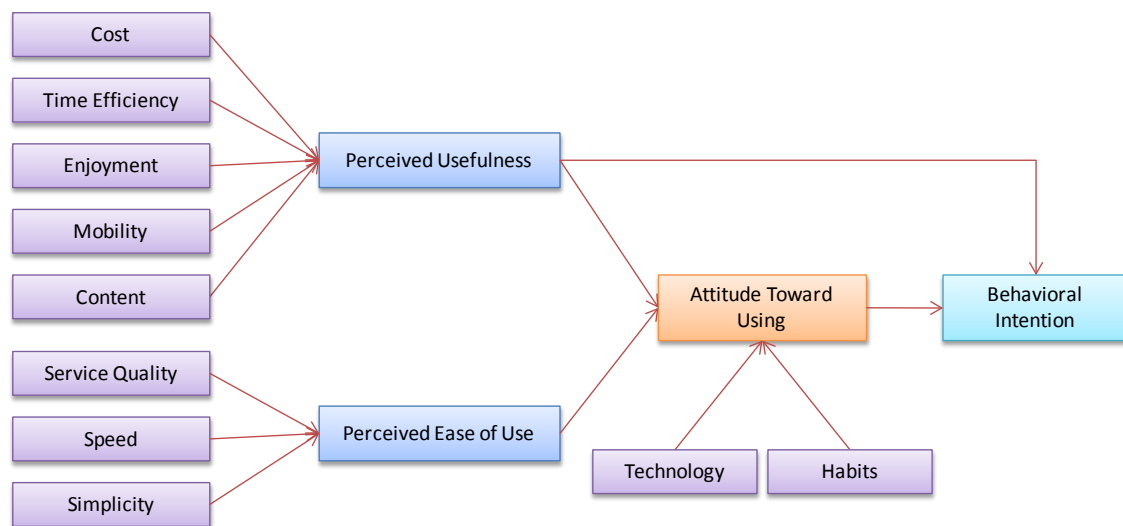 Cost
Time Efficiency
Enjoyment
Mobility
Content
Service Quality
Speed
Simplicity
Perceived Usefulness
Perceived Ease of Use
Attitude Toward
Using
Technology
Habits
Behavioral
Intention